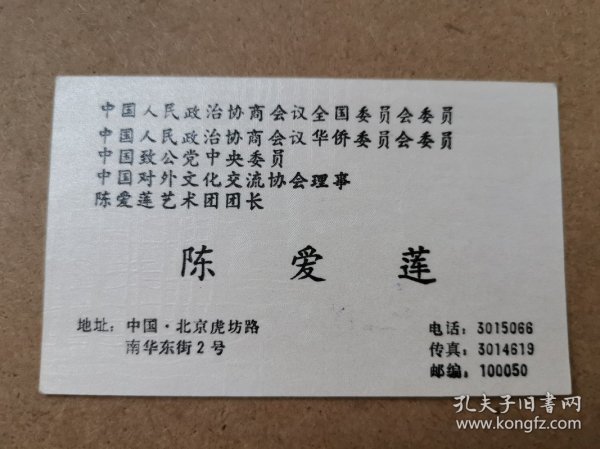 中国人民政治协商会议全国委员会委员
中国人民政治协商会议华侨委员会委员
中国致公党中央委员
中国对外文化交流协会理事
陈爱莲艺术团团长
陈 爱 莲
地址: 中国·北京虎坊路
南华东街2号
电话: 3015066
传真: 3014619
邮编: 100050
孔夫子旧书网
www.kongfz.com